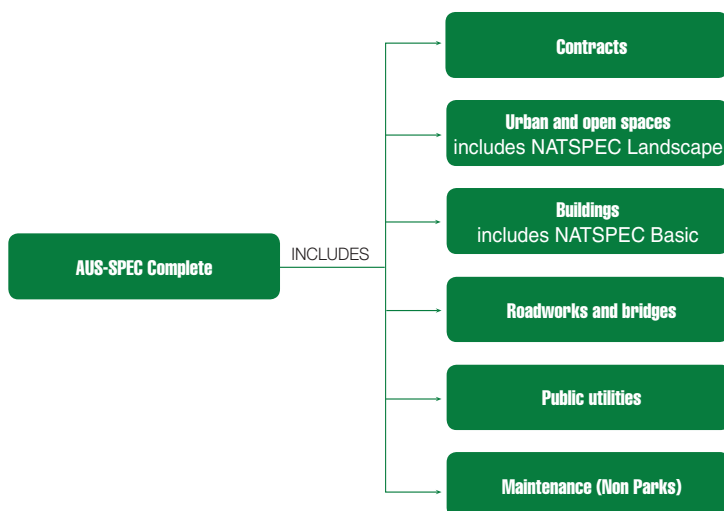 Contracts
Urban and open spaces
includes NATSPEC Landscape
Buildings
includes NATSPEC Basic
AUS-SPEC Complete
INCLUDES
Roadworks and bridges
Public utilities
Maintenance (Non Parks)